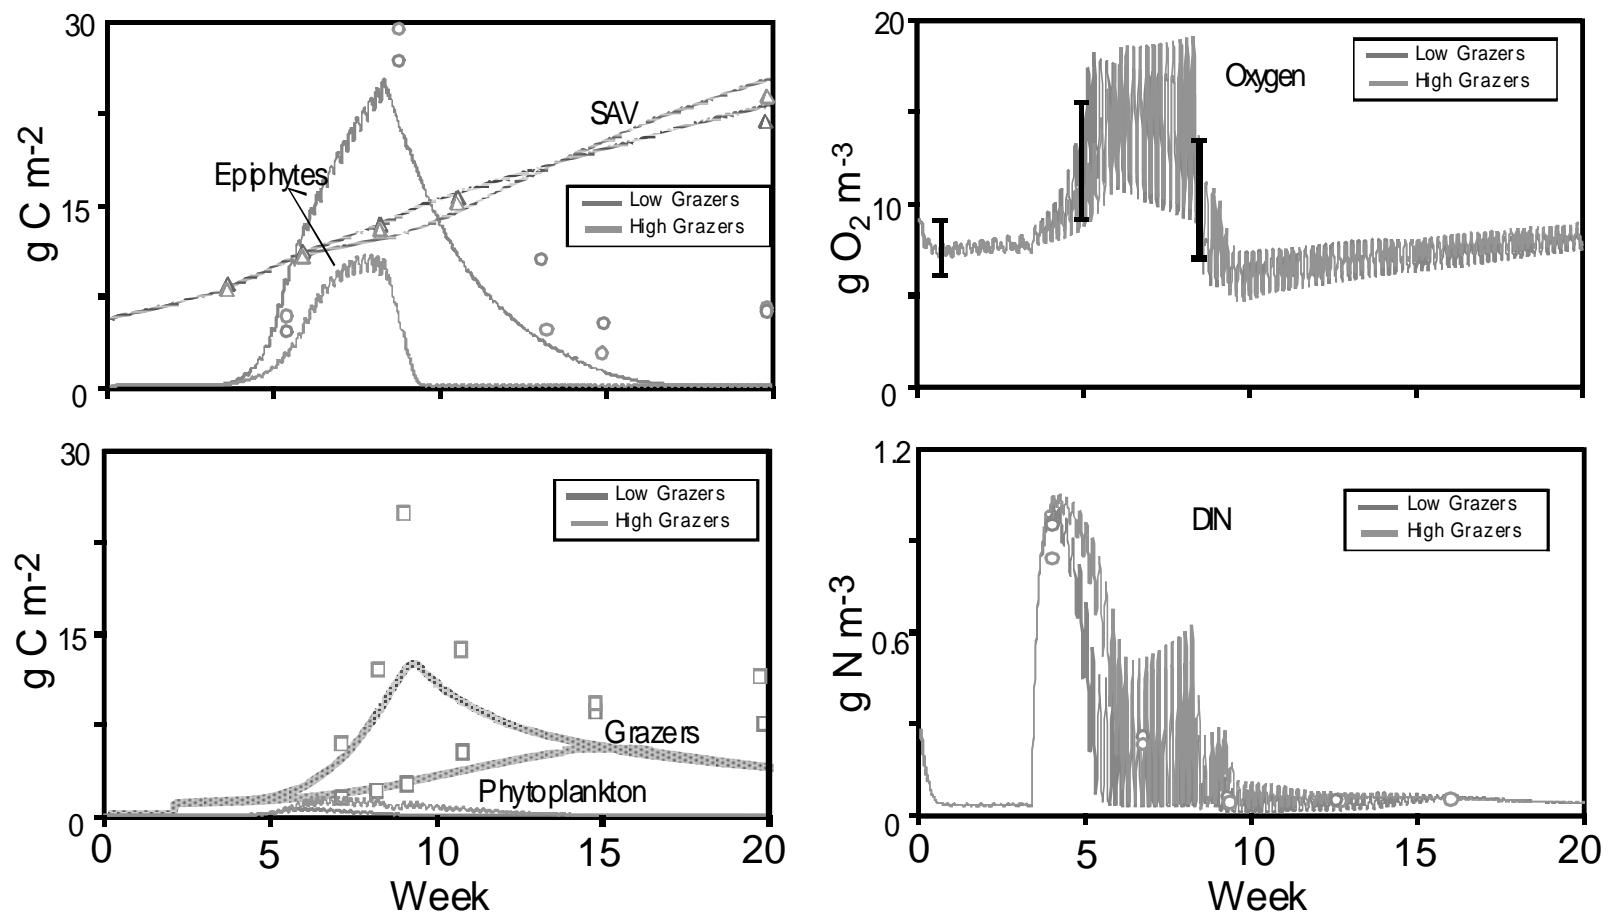 30
15
0
g C m-2
Epiphytes
SAV
Low Grazers
High Grazers
20
10
0
g O2 m-3
Oxygen
Low Grazers
High Grazers
30
15
0
g C m-2
Low Grazers
High Grazers
Grazers
Phytoplankton
0 5 10 15 20
Week
1.2
0.6
0
g N m-3
DIN
Low Grazers
High Grazers
0 5 10 15 20
Week